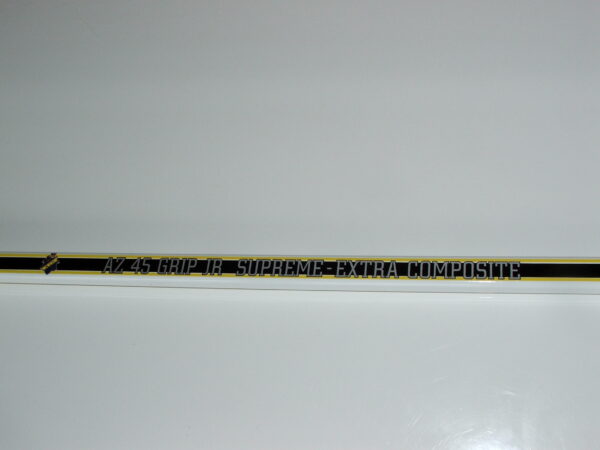 AZ 45 GRIP JR SUPREME-EXTRA COMPOSITE